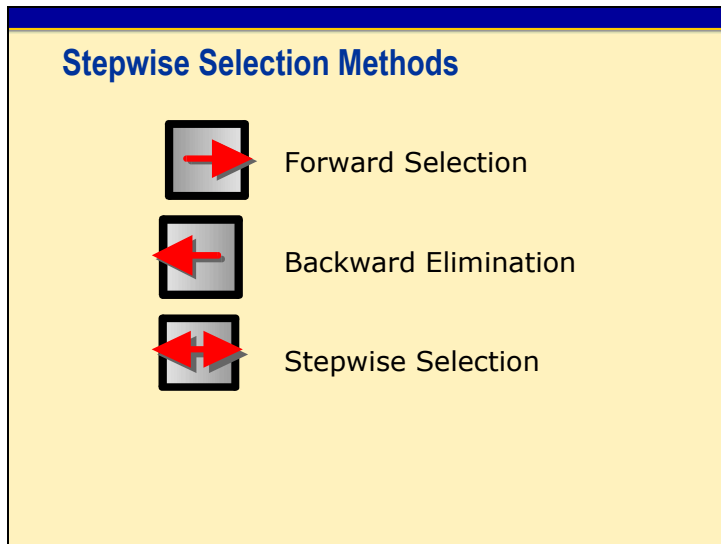 Stepwise Selection Methods
Forward Selection
Backward Elimination
Stepwise Selection